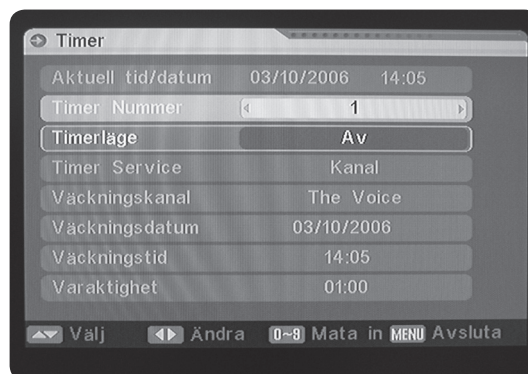 Timer
Aktuell tid/datum 03/10/2006 14:05
Timer Nummer 1
Timerläge Av
Timer Service Kanal
Väckningskanal The Voice
Väckningsdatum 03/10/2006
Väckningstid 14:05
Varaktighet 01:00
Välj Ändra 0~9 Mata in MENU Avsluta